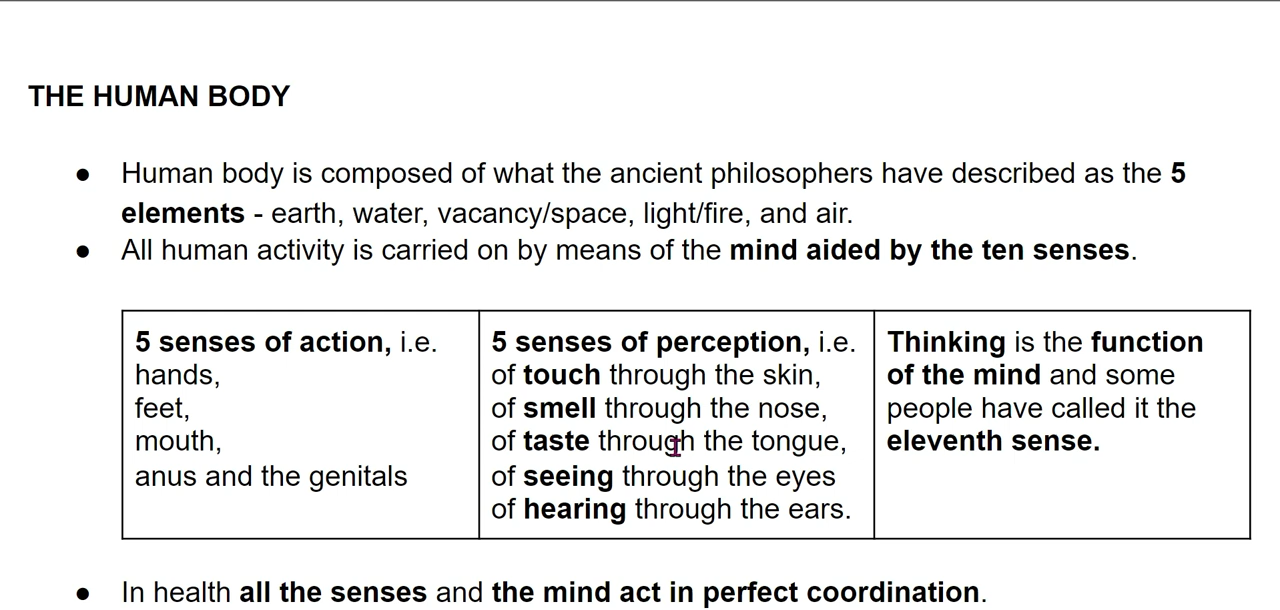 THE HUMAN BODY
● Human body is composed of what the ancient philosophers have described as the 5
elements - earth, water, vacancy/space, light/fire, and air.
● All human activity is carried on by means of the mind aided by the ten senses.
5 senses of action, i.e.
hands,
feet,
mouth,
anus and the genitals
5 senses of perception, i.e.
of touch through the skin,
of smell through the nose,
of taste through the tongue,
of seeing through the eyes
of hearing through the ears.
Thinking is the function
of the mind and some
people have called it the
eleventh sense.
● In health all the senses and the mind act in perfect coordination.